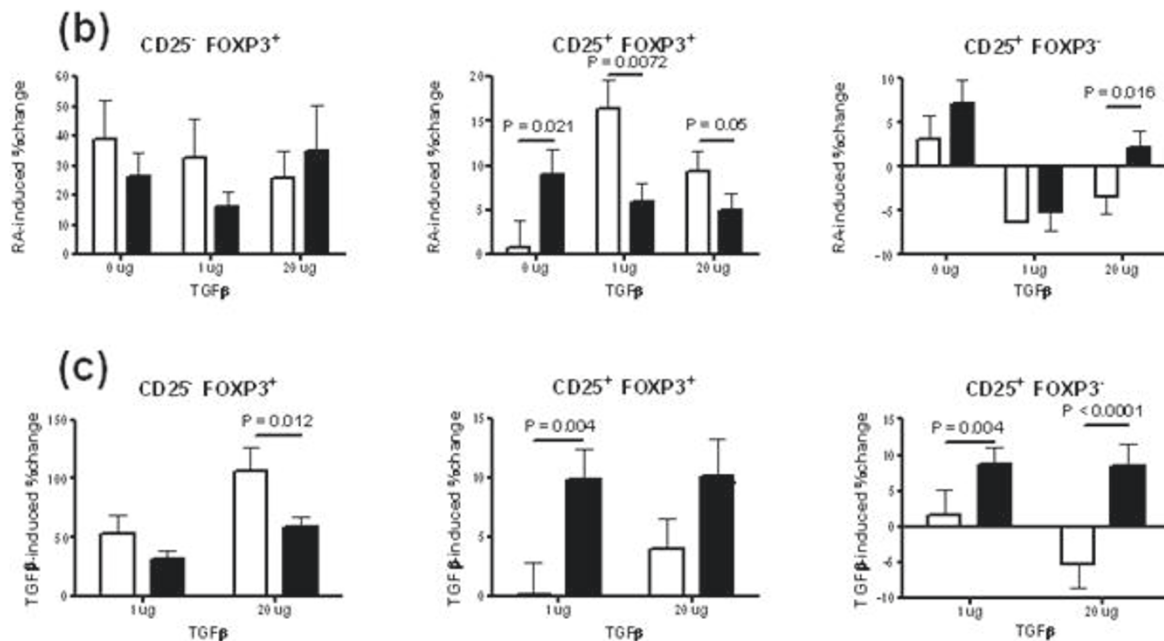 (b)
CD25⁻ FOXP3⁺
RA-induced %change
60
50
40
30
20
10
0
0 ug 1 ug 20 ug
TGFβ
CD25⁺ FOXP3⁺
P = 0.0072
P = 0.021
P = 0.05
RA-induced %change
20
15
10
5
0
0 ug 1 ug 20 ug
TGFβ
CD25⁺ FOXP3⁻
P = 0.016
RA-induced %change
10
5
0
-5
-10
0 ug 1 ug 20 ug
TGFβ
(c)
CD25⁻ FOXP3⁺
P = 0.012
TGFβ-induced %change
150
100
50
0
1 ug 20 ug
TGFβ
CD25⁺ FOXP3⁺
P = 0.004
TGFβ-induced %change
15
10
5
0
1 ug 20 ug
TGFβ
CD25⁺ FOXP3⁻
P < 0.0001
P = 0.004
TGFβ-induced %change
15
10
5
0
-5
-10
1 ug 20 ug
TGFβ